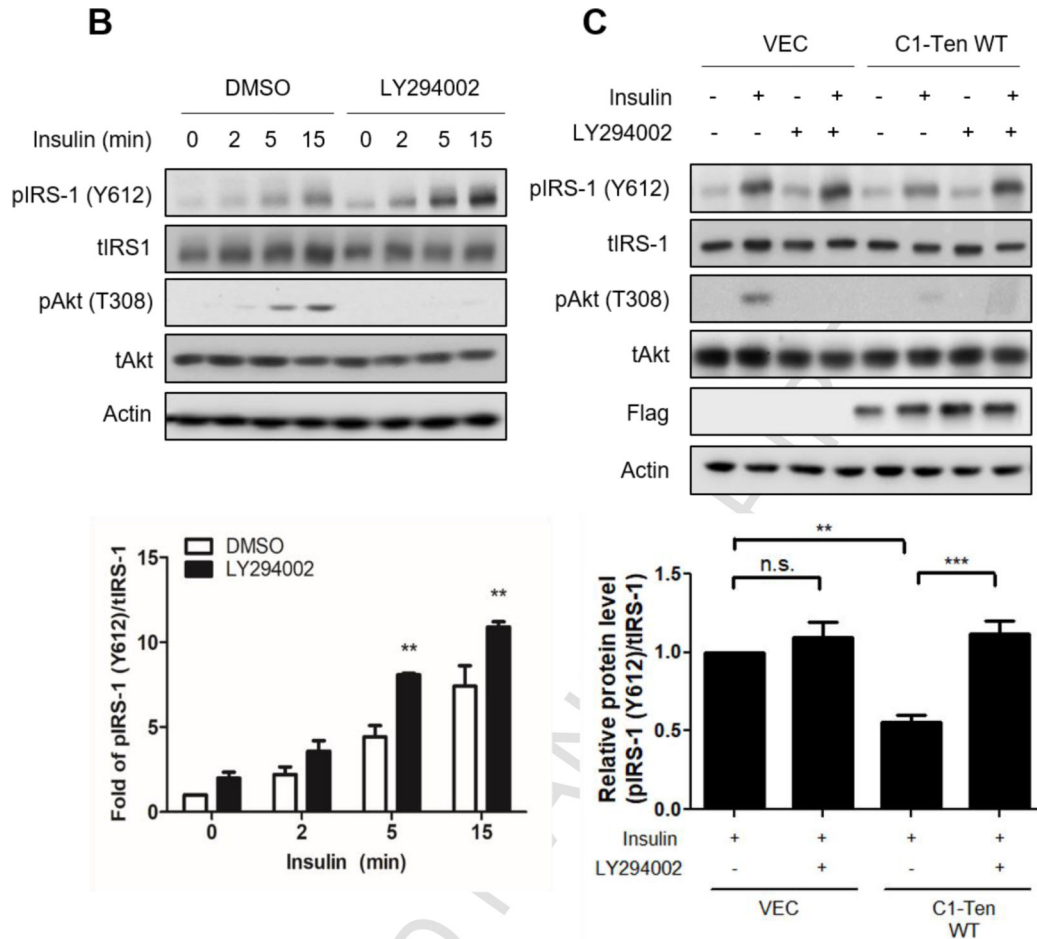 B
DMSO LY294002
Insulin (min) 0 2 5 15 0 2 5 15
pIRS-1 (Y612)
tIRS1
pAkt (T308)
tAkt
Actin
DMSO
LY294002
15
10
5
0
** **
Fold of pIRS-1 (Y612)/tIRS-1
0 2 5 15
Insulin (min)
C
VEC C1-Ten WT
Insulin - + - + - + - +
LY294002 - - + + - - + +
pIRS-1 (Y612)
tIRS-1
pAkt (T308)
tAkt
Flag
Actin
**
n.s. ***
1.5
1.0
0.5
0.0
Relative protein level
(pIRS-1 (Y612)/tIRS-1)
Insulin + + + +
LY294002 - + - +
VEC C1-Ten
WT